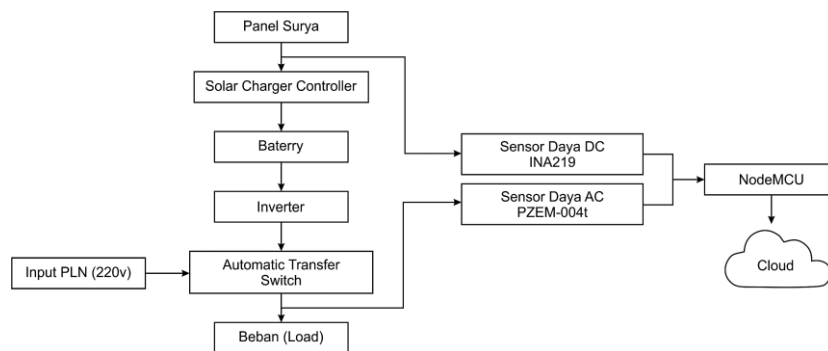 Panel Surya
Solar Charger Controller
Baterry
Inverter
Input PLN (220v)
Automatic Transfer
Switch
Beban (Load)
Sensor Daya DC
INA219
Sensor Daya AC
PZEM-004t
NodeMCU
Cloud